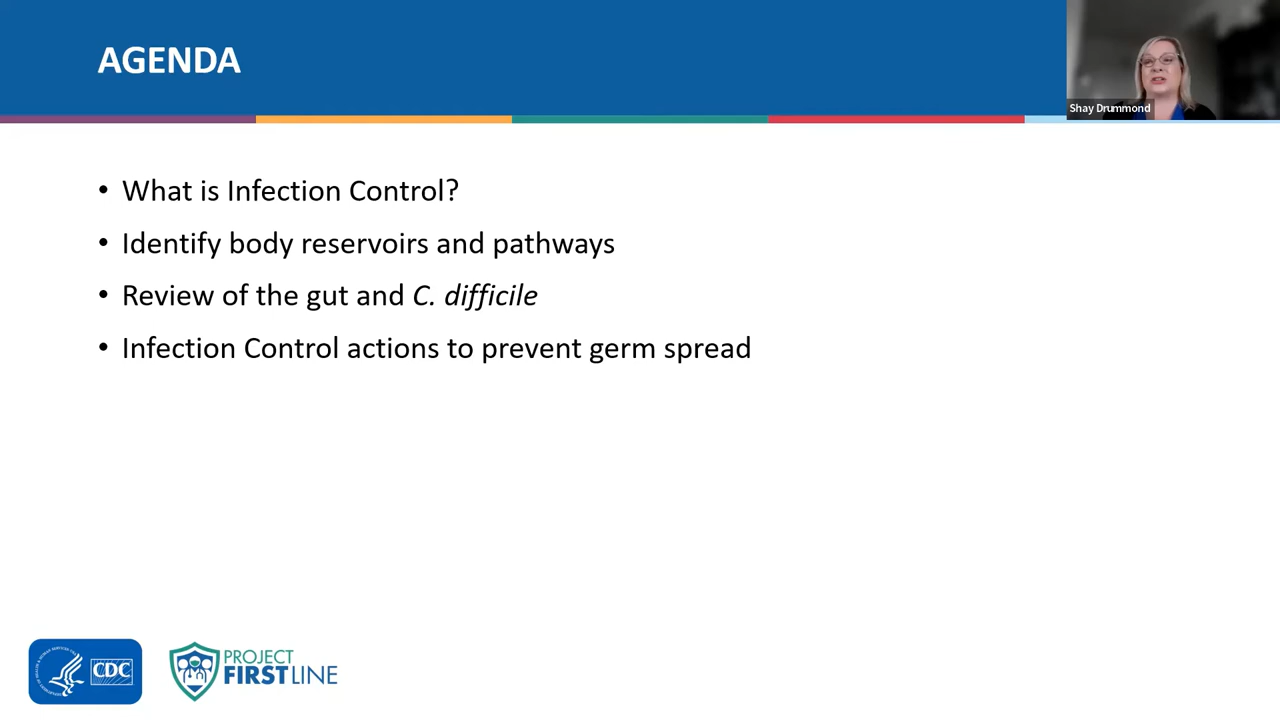 AGENDA
Shay Drummond
• What is Infection Control?
• Identify body reservoirs and pathways
• Review of the gut and C. difficile
• Infection Control actions to prevent germ spread
CDC
PROJECT
FIRSTLINE